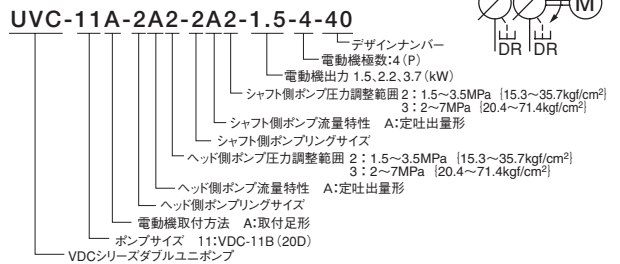 UVC-11A-2A2-2A2-1.5-4-40
M
DR DR
デザインナンバー
電動機極数:4(P)
電動機出力 1.5、2.2、3.7(kW)
シャフト側ポンプ圧力調整範囲 2：1.5～3.5MPa {15.3～35.7kgf/cm²}
3：2～7MPa {20.4～71.4kgf/cm²}
シャフト側ポンプ流量特性 A:定吐出量形
シャフト側ポンプリングサイズ
ヘッド側ポンプ圧力調整範囲 2：1.5～3.5MPa {15.3～35.7kgf/cm²}
3：2～7MPa {20.4～71.4kgf/cm²}
ヘッド側ポンプ流量特性 A:定吐出量形
ヘッド側ポンプリングサイズ
電動機取付方法 A:取付足形
ポンプサイズ 11:VDC-11B(20D)
VDCシリーズダブルユニポンプ